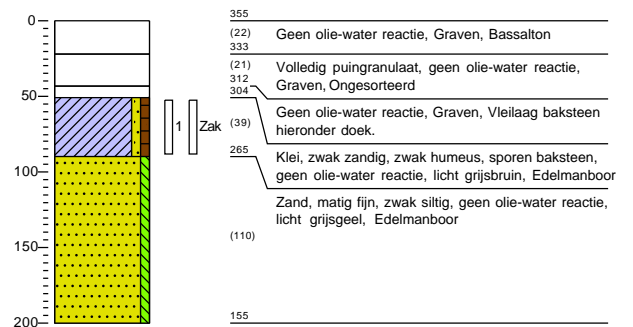 355
0
(22) Geen olie-water reactie, Graven, Bassalton
333
(21) Volledig puingranulaat, geen olie-water reactie,
312 Graven, Ongesorteerd
50
304
Geen olie-water reactie, Graven, Vleilaag baksteen
(39) hieronder doek.
1 Zak
265
Klei, zwak zandig, zwak humeus, sporen baksteen,
geen olie-water reactie, licht grijsbruin, Edelmanboor
100
Zand, matig fijn, zwak siltig, geen olie-water reactie,
licht grijsgeel, Edelmanboor
(110)
150
155
200